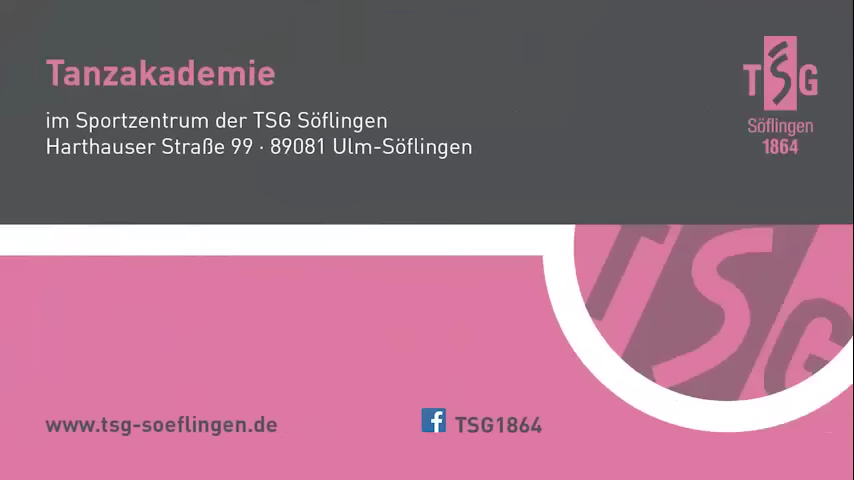 Tanzakademie
im Sportzentrum der TSG Söflingen
Harthauser Straße 99 · 89081 Ulm-Söflingen
TSG
Söflingen
1864
TSG
www.tsg-soeflingen.de
f TSG1864